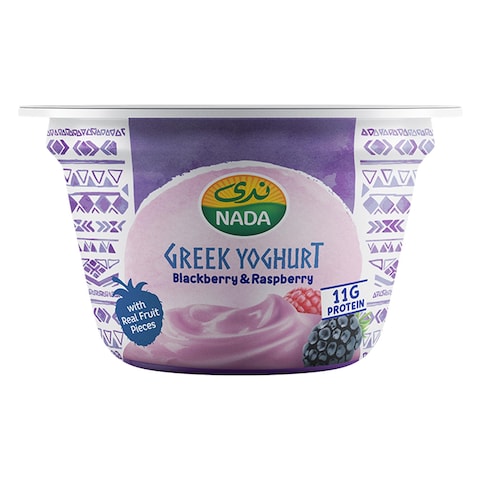 ندى
NADA
GREEK YOGHURT
Blackberry & Raspberry
11G
PROTEIN
with
Real Fruit
Pieces